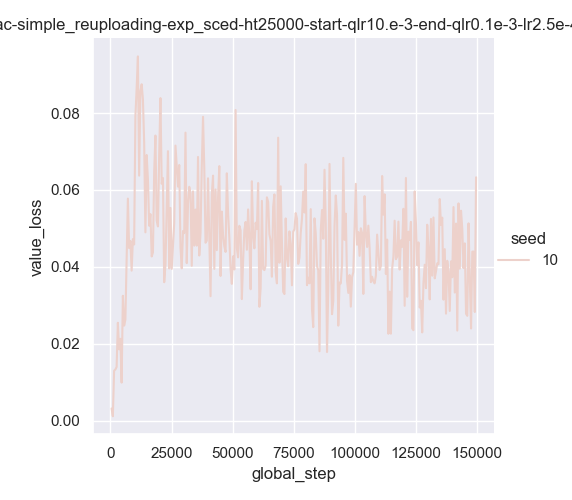 ac-simple_reuploading-exp_sced-ht25000-start-qlr10.e-3-end-qlr0.1e-3-lr2.5e-4
0.08
0.06
0.04
0.02
0.00
value_loss
0 25000 50000 75000 100000 125000 150000
global_step
seed
10